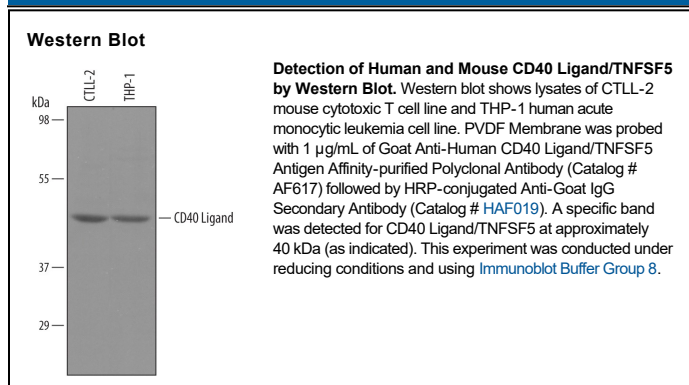 Western Blot
CTLL-2
THP-1
kDa
98
55
CD40 Ligand
37
29
Detection of Human and Mouse CD40 Ligand/TNFSF5
by Western Blot. Western blot shows lysates of CTLL-2
mouse cytotoxic T cell line and THP-1 human acute
monocytic leukemia cell line. PVDF Membrane was probed
with 1 µg/mL of Goat Anti-Human CD40 Ligand/TNFSF5
Antigen Affinity-purified Polyclonal Antibody (Catalog #
AF617) followed by HRP-conjugated Anti-Goat IgG
Secondary Antibody (Catalog # HAF019). A specific band
was detected for CD40 Ligand/TNFSF5 at approximately
40 kDa (as indicated). This experiment was conducted under
reducing conditions and using Immunoblot Buffer Group 8.